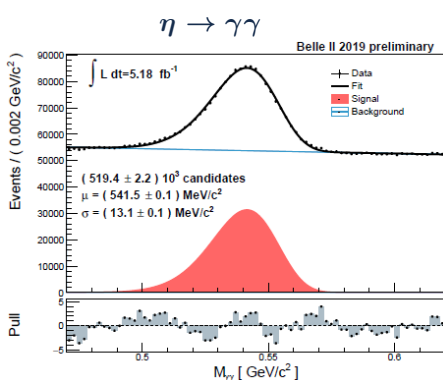 η → γγ
Belle II 2019 preliminary
∫ L dt=5.18 fb⁻¹
Data
Fit
Signal
Background
( 519.4 ± 2.2 ) 10³ candidates
μ = ( 541.5 ± 0.1 ) MeV/c²
σ = ( 13.1 ± 0.1 ) MeV/c²
Events / ( 0.002 GeV/c² )
90000
80000
70000
60000
50000
40000
30000
20000
10000
0
Pull
5
0
−5
0.5
0.55
0.6
Mγγ [ GeV/c² ]